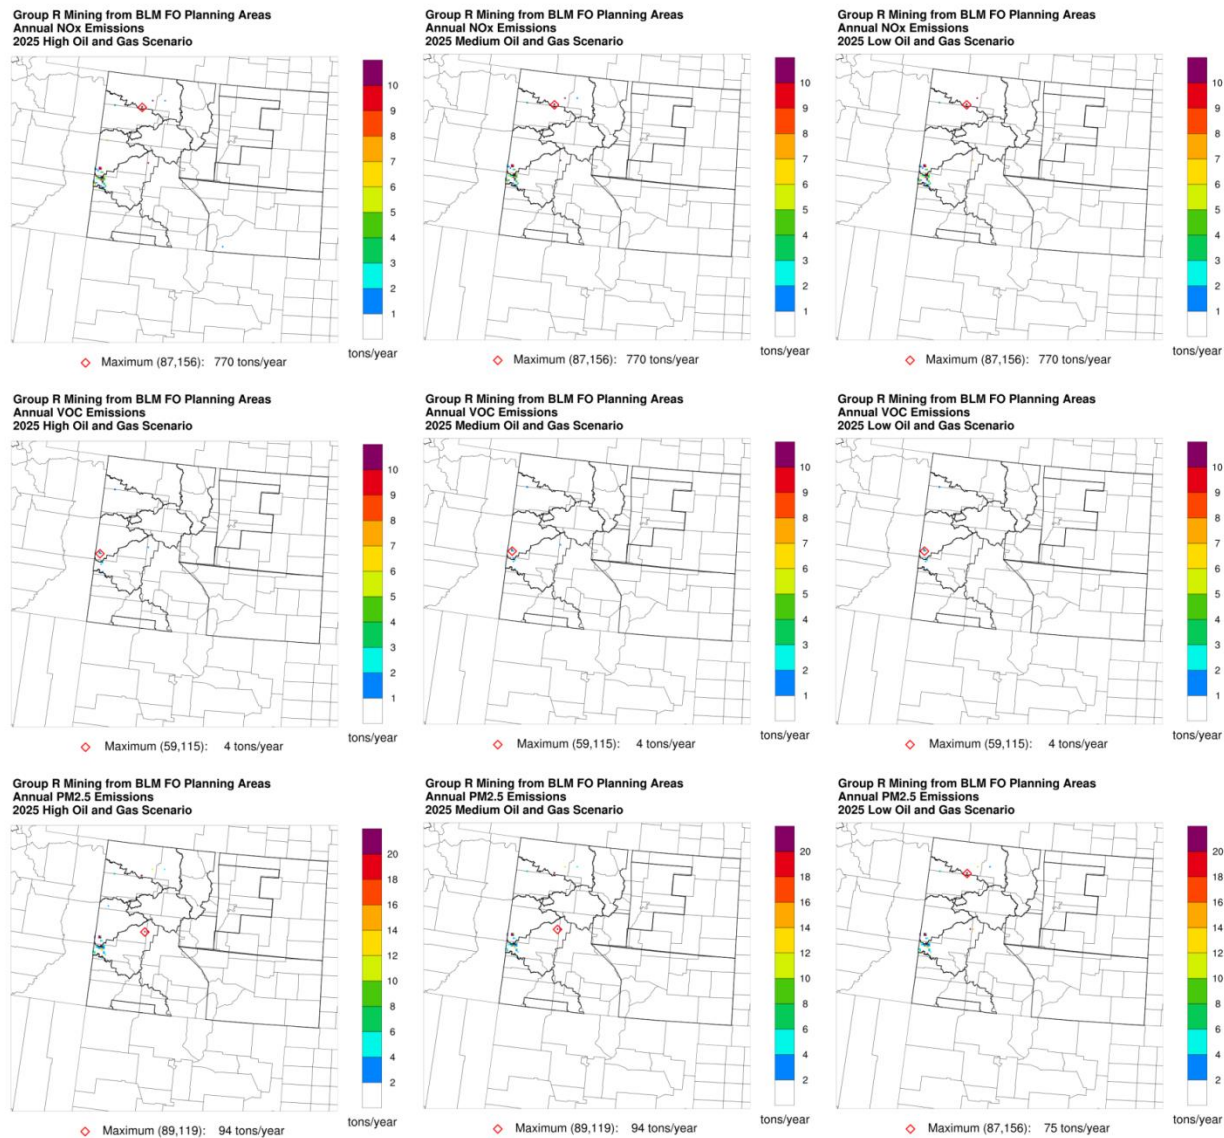 Group R Mining from BLM FO Planning Areas
Annual NOx Emissions
2025 High Oil and Gas Scenario
10
9
8
7
6
5
4
3
2
1
tons/year
Maximum (87,156): 770 tons/year
Group R Mining from BLM FO Planning Areas
Annual NOx Emissions
2025 Medium Oil and Gas Scenario
10
9
8
7
6
5
4
3
2
1
tons/year
Maximum (87,156): 770 tons/year
Group R Mining from BLM FO Planning Areas
Annual NOx Emissions
2025 Low Oil and Gas Scenario
10
9
8
7
6
5
4
3
2
1
tons/year
Maximum (87,156): 770 tons/year
Group R Mining from BLM FO Planning Areas
Annual VOC Emissions
2025 High Oil and Gas Scenario
10
9
8
7
6
5
4
3
2
1
tons/year
Maximum (59,115): 4 tons/year
Group R Mining from BLM FO Planning Areas
Annual VOC Emissions
2025 Medium Oil and Gas Scenario
10
9
8
7
6
5
4
3
2
1
tons/year
Maximum (59,115): 4 tons/year
Group R Mining from BLM FO Planning Areas
Annual VOC Emissions
2025 Low Oil and Gas Scenario
10
9
8
7
6
5
4
3
2
1
tons/year
Maximum (59,115): 4 tons/year
Group R Mining from BLM FO Planning Areas
Annual PM2.5 Emissions
2025 High Oil and Gas Scenario
20
18
16
14
12
10
8
6
4
2
tons/year
Maximum (89,119): 94 tons/year
Group R Mining from BLM FO Planning Areas
Annual PM2.5 Emissions
2025 Medium Oil and Gas Scenario
20
18
16
14
12
10
8
6
4
2
tons/year
Maximum (89,119): 94 tons/year
Group R Mining from BLM FO Planning Areas
Annual PM2.5 Emissions
2025 Low Oil and Gas Scenario
20
18
16
14
12
10
8
6
4
2
tons/year
Maximum (87,156): 75 tons/year